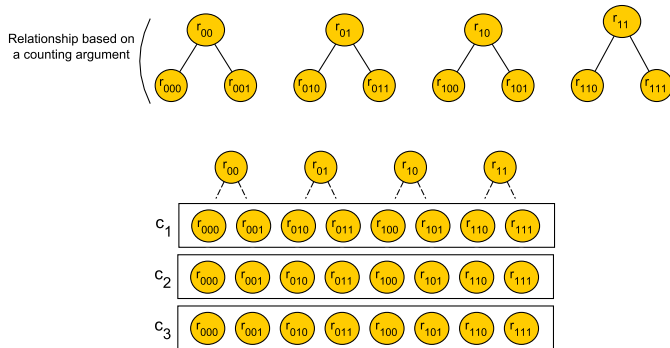 Relationship based on
a counting argument
r00 r01 r10 r11
r000 r001 r010 r011 r100 r101 r110 r111
r00 r01 r10 r11
c1 r000 r001 r010 r011 r100 r101 r110 r111
c2 r000 r001 r010 r011 r100 r101 r110 r111
c3 r000 r001 r010 r011 r100 r101 r110 r111